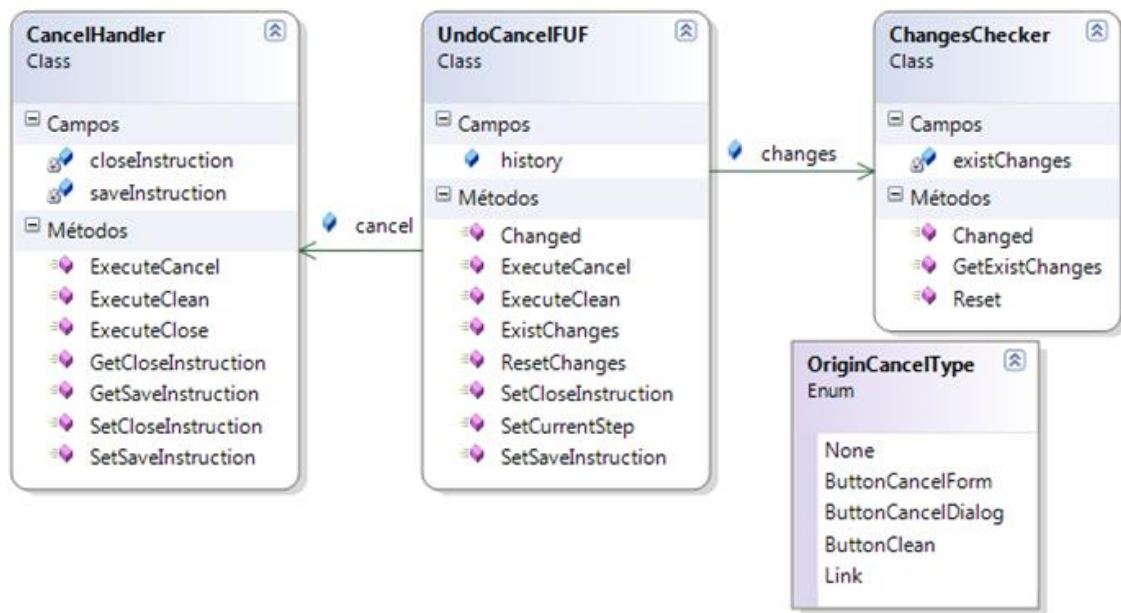 CancelHandler
Class
Campos
closeInstruction
saveInstruction
Métodos
ExecuteCancel
ExecuteClean
ExecuteClose
GetCloseInstruction
GetSaveInstruction
SetCloseInstruction
SetSaveInstruction
cancel
UndoCancelFUF
Class
Campos
history
Métodos
Changed
ExecuteCancel
ExecuteClean
ExistChanges
ResetChanges
SetCloseInstruction
SetCurrentStep
SetSaveInstruction
changes
ChangesChecker
Class
Campos
existChanges
Métodos
Changed
GetExistChanges
Reset
OriginCancelType
Enum
None
ButtonCancelForm
ButtonCancelDialog
ButtonClean
Link